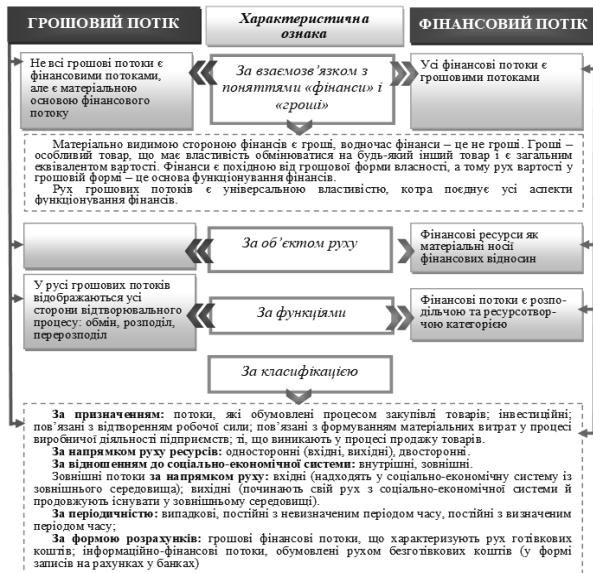 ГРОШОВИЙ ПОТІК
Характеристична
ознака
ФІНАНСОВИЙ ПОТІК
Не всі грошові потоки є
фінансовими потоками,
але є матеріальною
основою фінансового
потоку
За взаємозв’язком з
поняттями «фінанси» і
«гроші»
Усі фінансові потоки є
грошовими потоками
Матеріально видимою стороною фінансів є гроші, водночас фінанси – це не гроші. Гроші –
особливий товар, що має властивість обмінюватися на будь-який інший товар і є загальним
еквівалентом вартості. Фінанси є похідною від грошової форми власності, а тому рух вартості у
грошовій формі – це основа функціонування фінансів.
Рух грошових потоків є універсальною властивістю, котра поєднує усі аспекти
функціонування фінансів.
За об’єктом руху
Фінансові ресурси як
матеріальні носії
фінансових відносин
У русі грошових потоків
відображаються усі
сторони відтворювального
процесу: обмін, розподіл,
перерозподіл
За функціями
Фінансові потоки є розпо-
дільчою та ресурсотвор-
чою категорією
За класифікацією
За призначенням: потоки, які обумовлені процесом закупівлі товарів; інвестиційні;
пов’язані з відтворенням робочої сили; пов’язані з формуванням матеріальних витрат у процесі
виробничої діяльності підприємств; ті, що виникають у процесі продажу товарів.
За напрямком руху ресурсів: односторонні (вхідні, вихідні), двосторонні.
За відношенням до соціально-економічної системи: внутрішні, зовнішні.
Зовнішні потоки за напрямком руху: вхідні (надходять у соціально-економічну систему із
зовнішнього середовища); вихідні (починають свій рух з соціально-економічної системи й
продовжують існувати у зовнішньому середовищі).
За періодичністю: випадкові, постійні з невизначеним періодом часу, постійні з визначеним
періодом часу;
За формою розрахунків: грошові фінансові потоки, що характеризують рух готівкових
коштів; інформаційно-фінансові потоки, обумовлені рухом безготівкових коштів (у формі
записів на рахунках у банках)